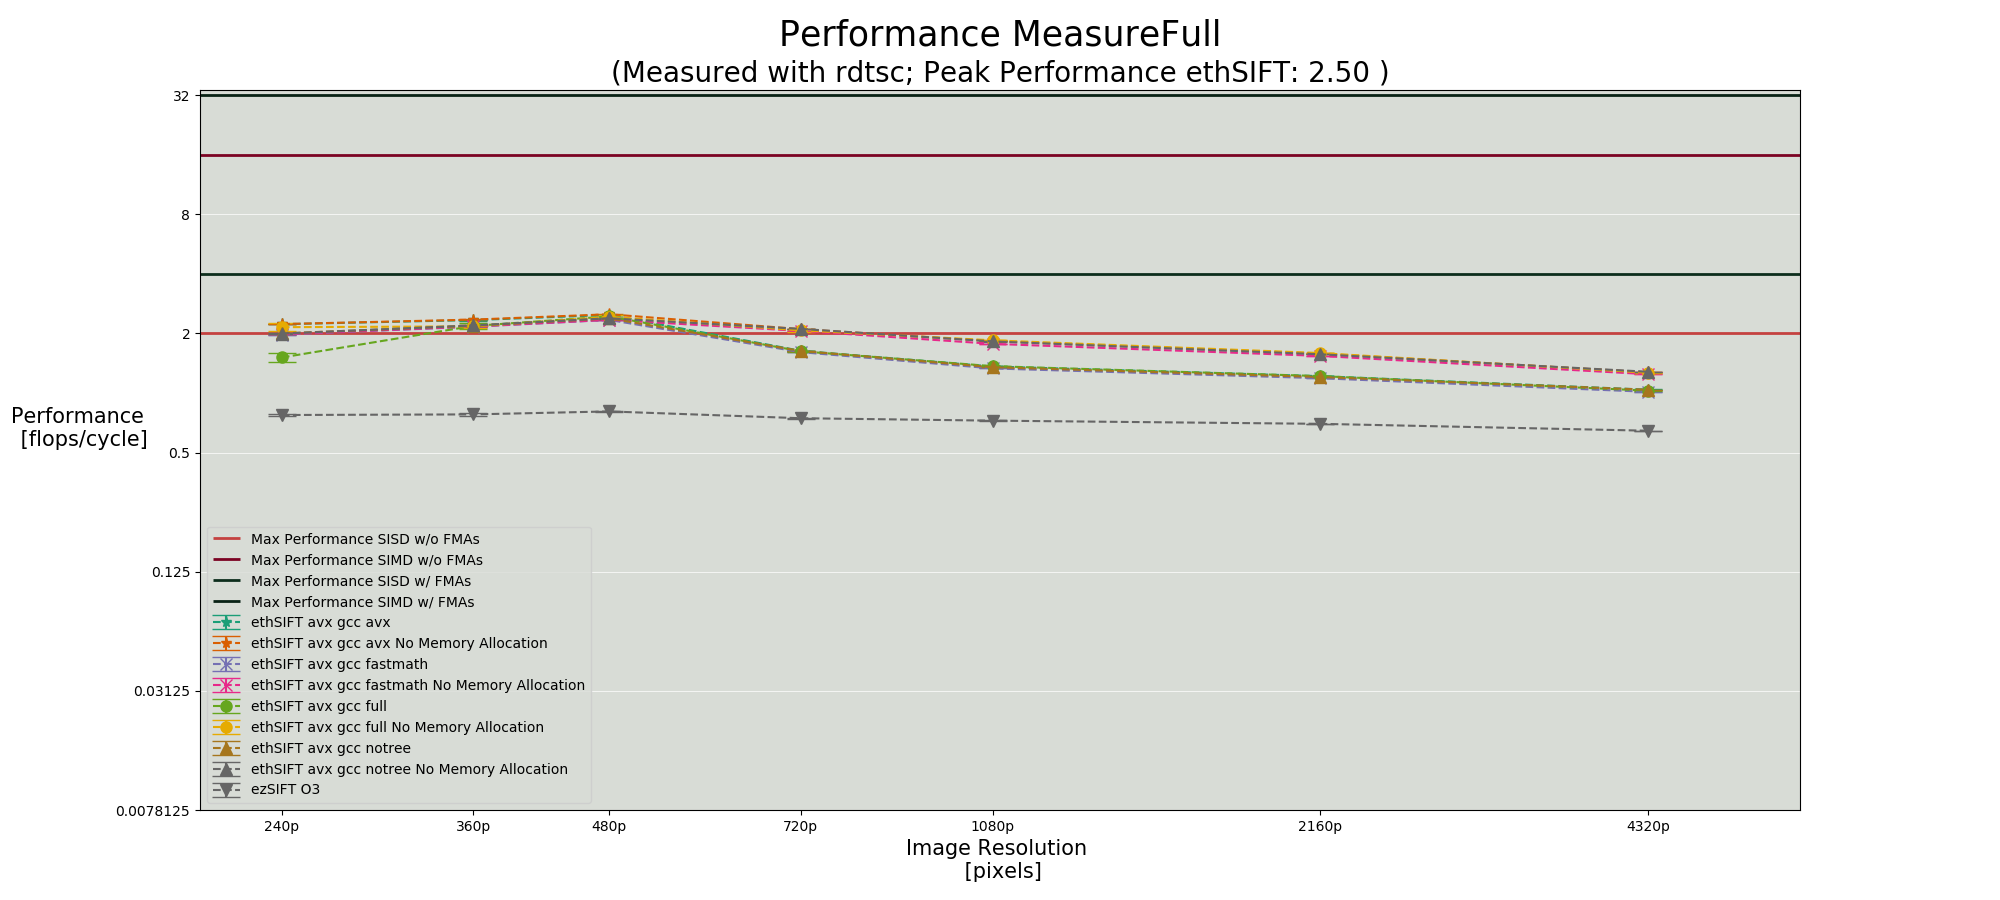 Performance MeasureFull
(Measured with rdtsc; Peak Performance ethSIFT: 2.50 )
32
8
2
0.5
0.125
0.03125
0.0078125
Performance
[flops/cycle]
Max Performance SISD w/o FMAs
Max Performance SIMD w/o FMAs
Max Performance SISD w/ FMAs
Max Performance SIMD w/ FMAs
ethSIFT avx gcc avx
ethSIFT avx gcc avx No Memory Allocation
ethSIFT avx gcc fastmath
ethSIFT avx gcc fastmath No Memory Allocation
ethSIFT avx gcc full
ethSIFT avx gcc full No Memory Allocation
ethSIFT avx gcc notree
ethSIFT avx gcc notree No Memory Allocation
ezSIFT O3
240p 360p 480p 720p 1080p 2160p 4320p
Image Resolution
[pixels]